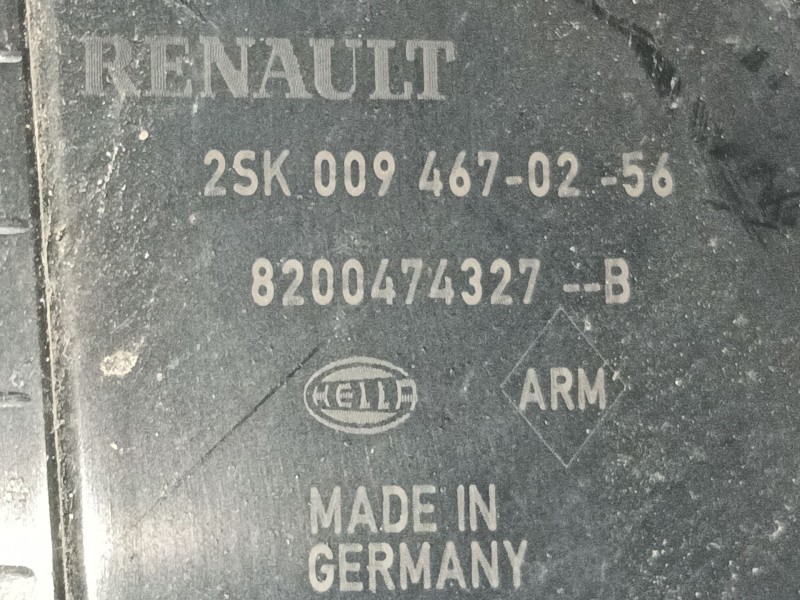 RENAULT
2SK 009 467-02-56
8200474327--B
HELLA
ARM
MADE IN
GERMANY